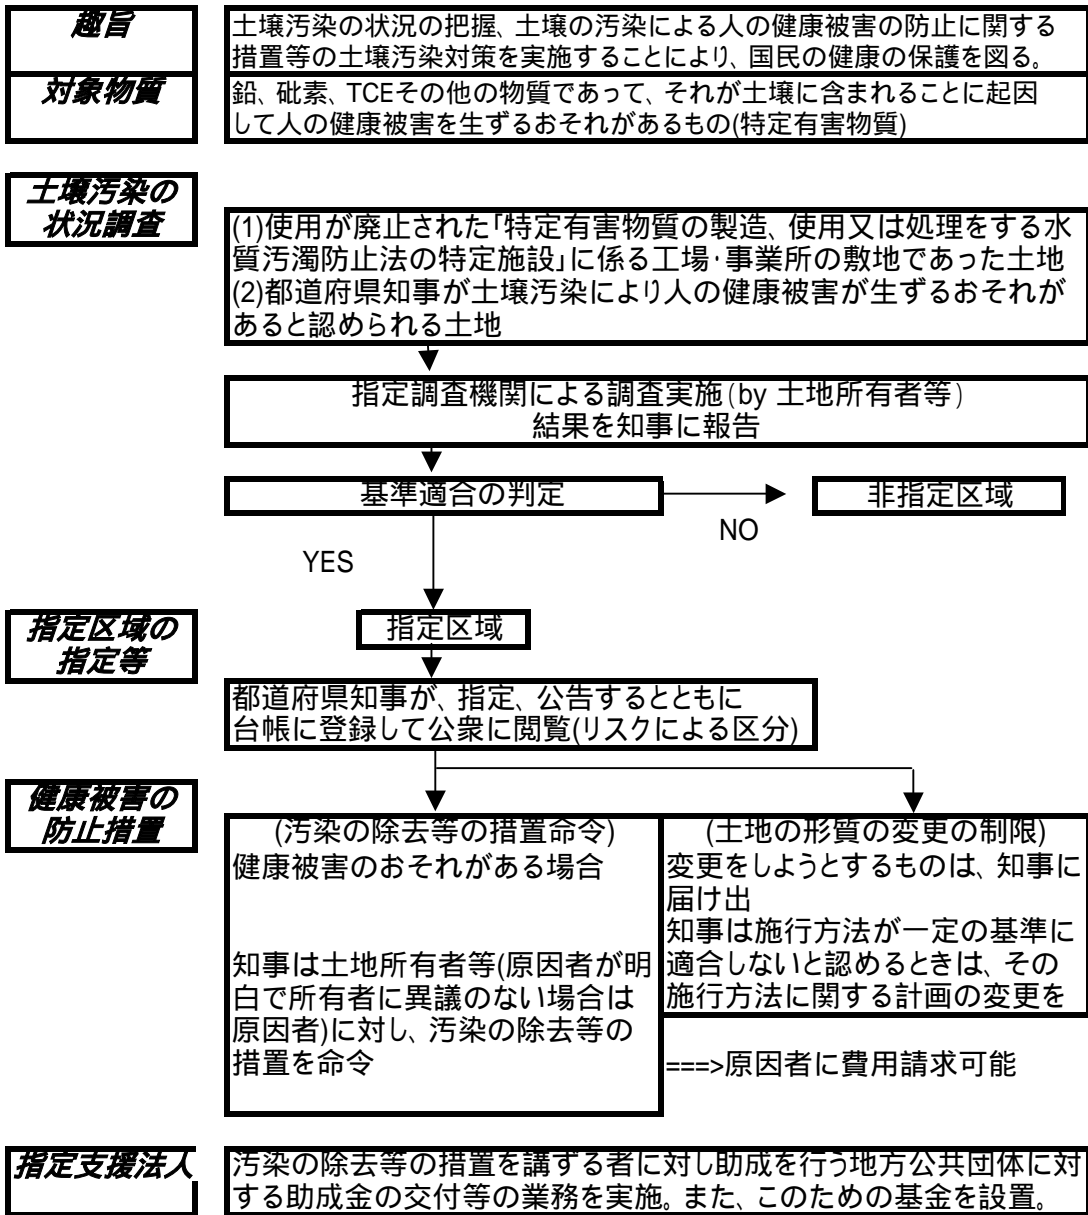 趣旨
土壌汚染の状況の把握、土壌の汚染による人の健康被害の防止に関する
措置等の土壌汚染対策を実施することにより、国民の健康の保護を図る。
対象物質
鉛、砒素、TCEその他の物質であって、それが土壌に含まれることに起因
して人の健康被害を生ずるおそれがあるもの(特定有害物質)
土壌汚染の
状況調査
(1)使用が廃止された「特定有害物質の製造、使用又は処理をする水
質汚濁防止法の特定施設」に係る工場・事業所の敷地であった土地
(2)都道府県知事が土壌汚染により人の健康被害が生ずるおそれが
あると認められる土地
指定調査機関による調査実施(by 土地所有者等)
結果を知事に報告
基準適合の判定
非指定区域
NO
YES
指定区域の
指定等
指定区域
都道府県知事が、指定、公告するとともに
台帳に登録して公衆に閲覧(リスクによる区分)
健康被害の
防止措置
(汚染の除去等の措置命令)
健康被害のおそれがある場合
知事は土地所有者等(原因者が明
白で所有者に異議のない場合は
原因者)に対し、汚染の除去等の
措置を命令
(土地の形質の変更の制限)
変更をしようとするものは、知事に
届け出
知事は施行方法が一定の基準に
適合しないと認めるときは、その
施行方法に関する計画の変更を
===>原因者に費用請求可能
指定支援法人
汚染の除去等の措置を講ずる者に対し助成を行う地方公共団体に対
する助成金の交付等の業務を実施。また、このための基金を設置。